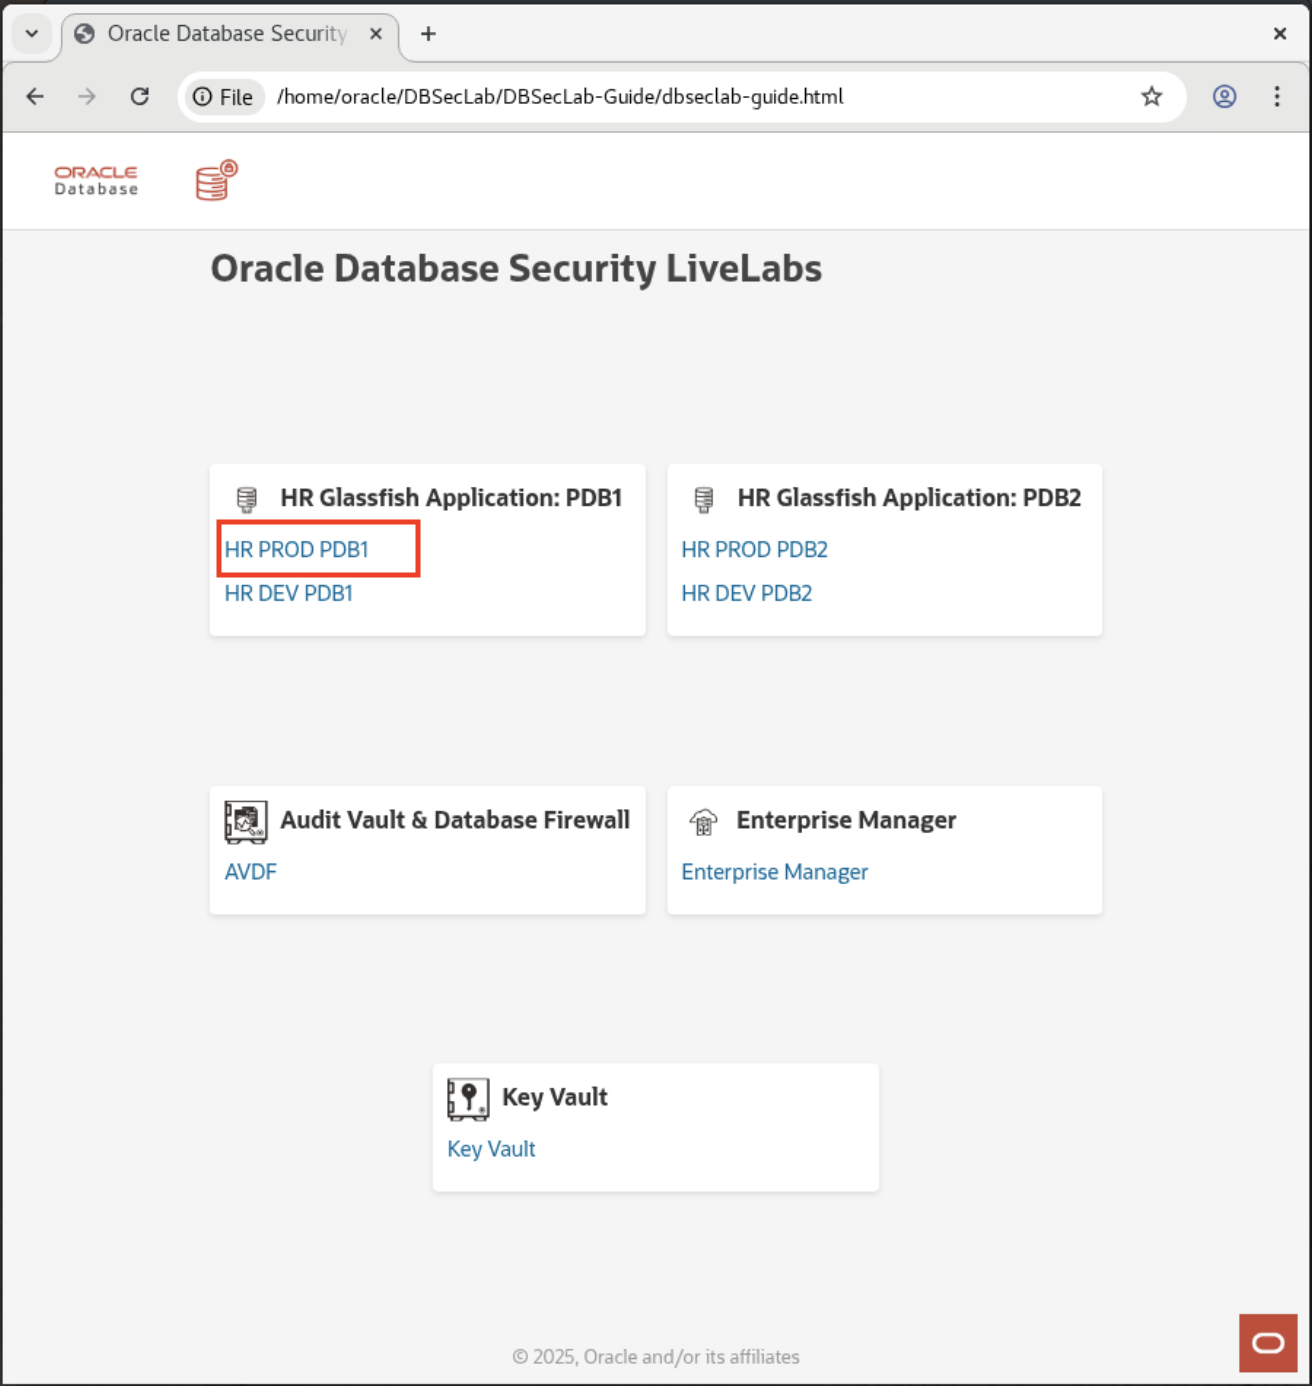 Oracle Database Security
File
/home/oracle/DBSecLab/DBSecLab-Guide/dbseclab-guide.html
ORACLE
Database
Oracle Database Security LiveLabs
HR Glassfish Application: PDB1
HR PROD PDB1
HR DEV PDB1
HR Glassfish Application: PDB2
HR PROD PDB2
HR DEV PDB2
Audit Vault & Database Firewall
AVDF
Enterprise Manager
Enterprise Manager
Key Vault
Key Vault
© 2025, Oracle and/or its affiliates